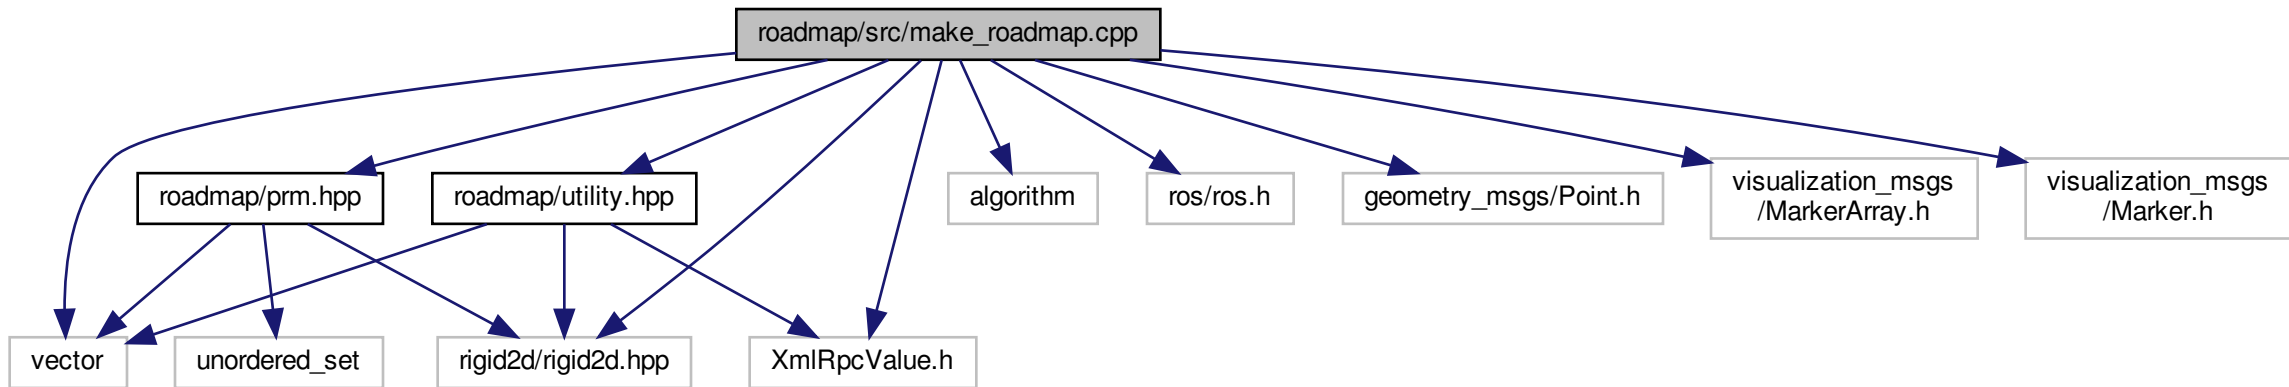 roadmap/src/make_roadmap.cpp
roadmap/prm.hpp
roadmap/utility.hpp
algorithm
ros/ros.h
geometry_msgs/Point.h
visualization_msgs
/MarkerArray.h
visualization_msgs
/Marker.h
vector
unordered_set
rigid2d/rigid2d.hpp
XmlRpcValue.h